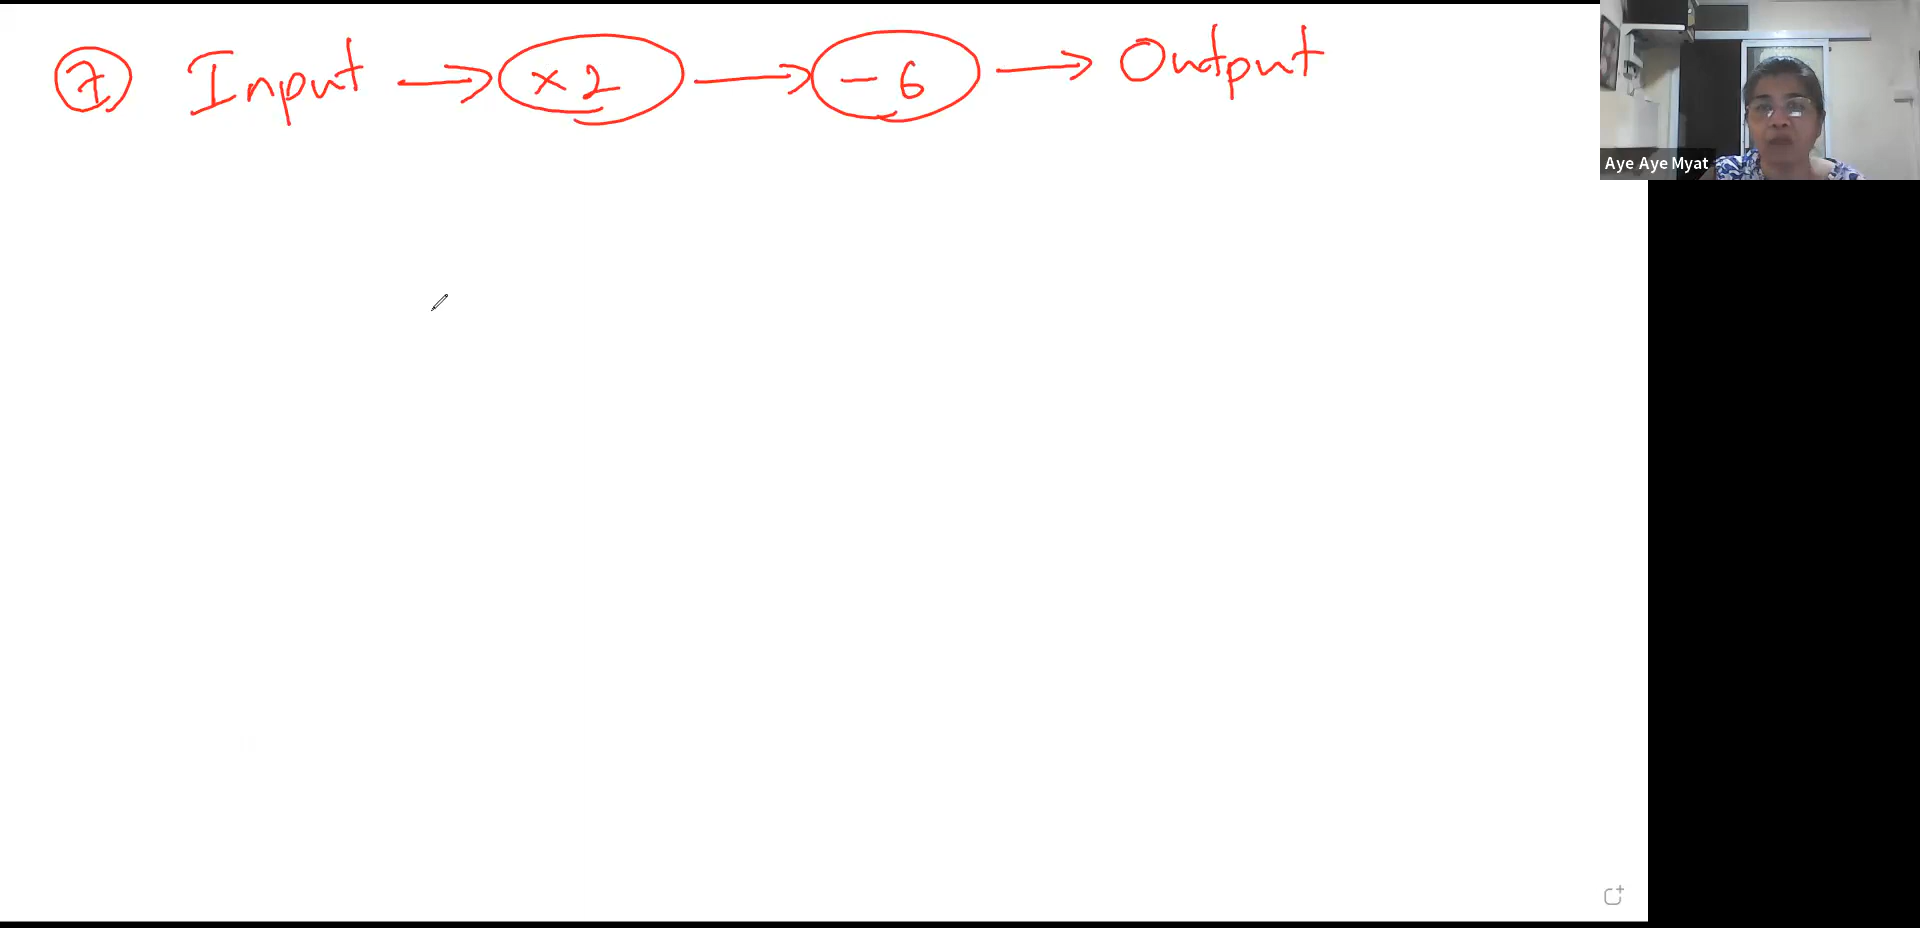 ⑦ Input → ×2 → -6 → Output
Aye Aye Myat